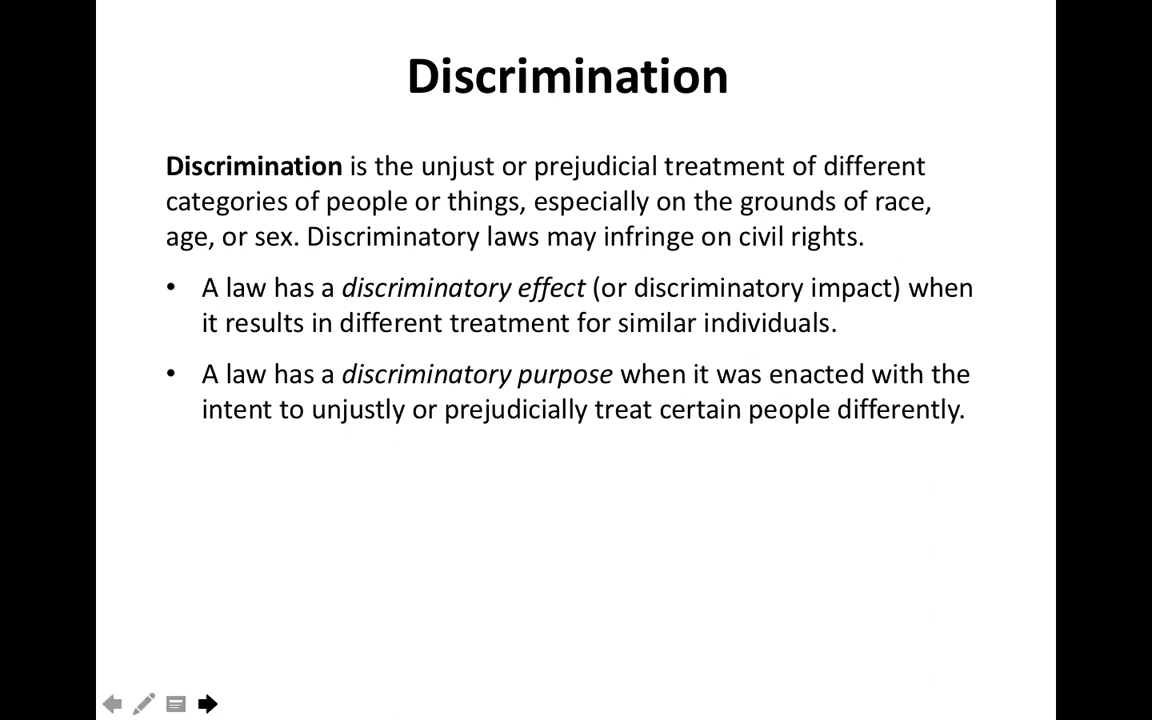 Discrimination
Discrimination is the unjust or prejudicial treatment of different
categories of people or things, especially on the grounds of race,
age, or sex. Discriminatory laws may infringe on civil rights.
• A law has a discriminatory effect (or discriminatory impact) when
it results in different treatment for similar individuals.
• A law has a discriminatory purpose when it was enacted with the
intent to unjustly or prejudicially treat certain people differently.